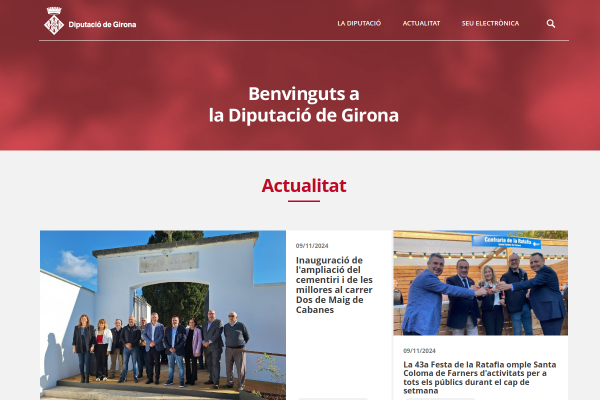 Diputació de Girona
LA DIPUTACIÓ
ACTUALITAT
SEU ELECTRÒNICA
Benvinguts a
la Diputació de Girona
Actualitat
09/11/2024
Inauguració de
l'ampliació del
cementiri i de les
millores al carrer
Dos de Maig de
Cabanes
Confraria de la Ratafia
09/11/2024
La 43a Festa de la Ratafia omple Santa
Coloma de Farners d'activitats per a
tots els públics durant el cap de
setmana